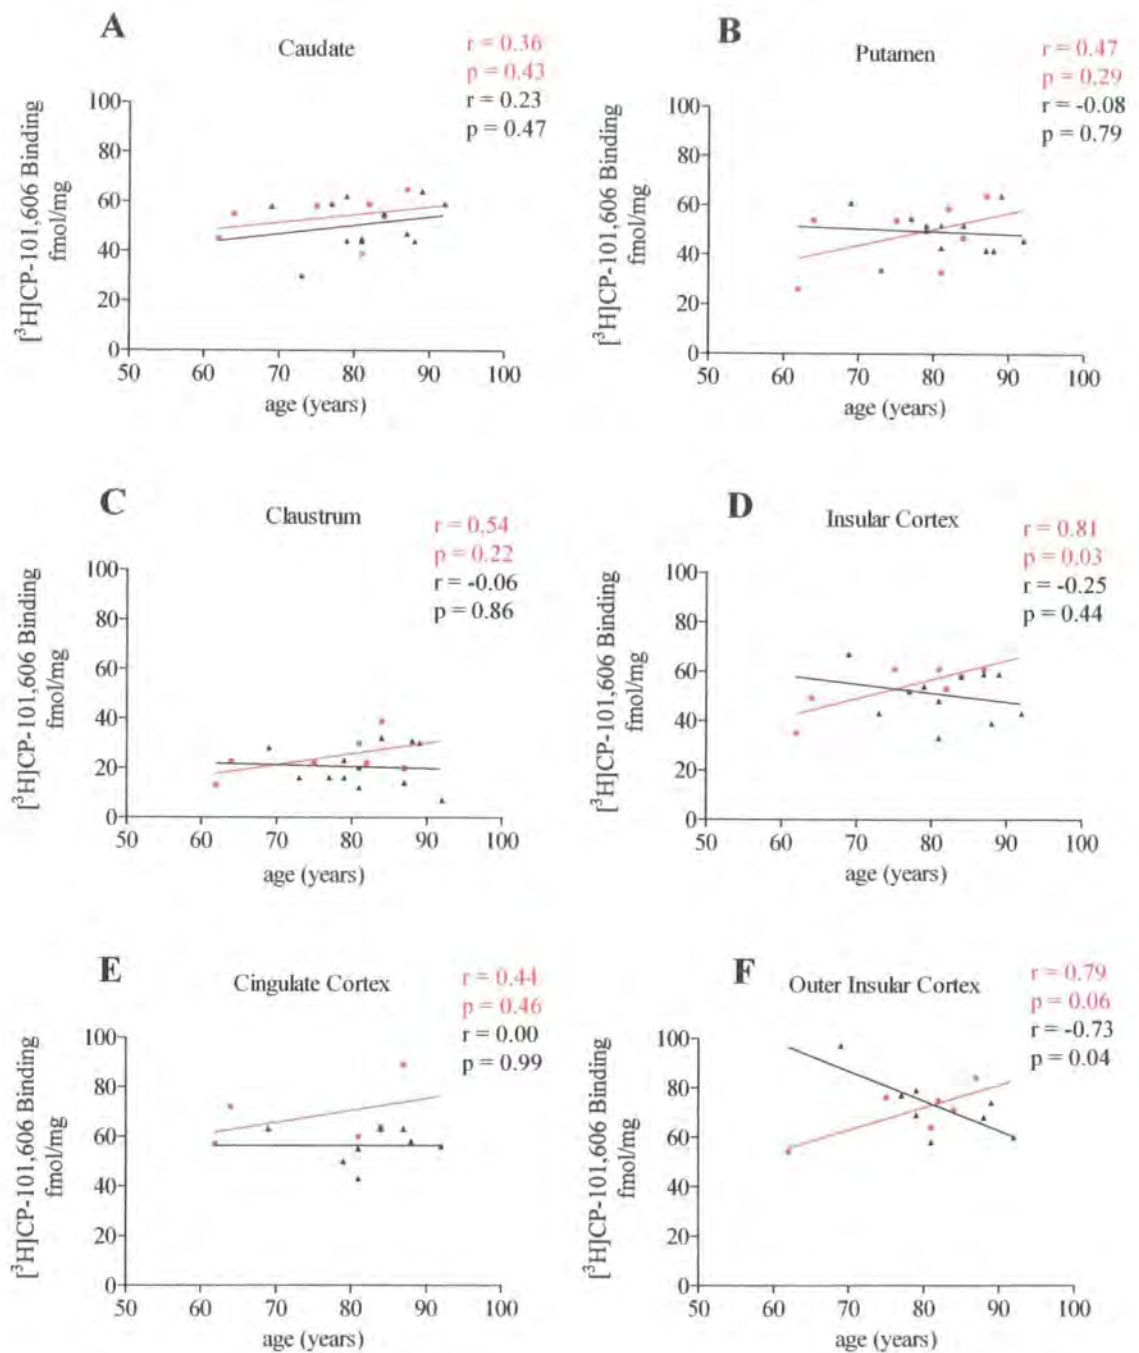 A
Caudate
r = 0.36
p = 0.43
r = 0.23
p = 0.47
[³H]CP-101,606 Binding
fmol/mg
100
80
60
40
20
0
50 60 70 80 90 100
age (years)
B
Putamen
r = 0.47
p = 0.29
r = -0.08
p = 0.79
[³H]CP-101,606 Binding
fmol/mg
100
80
60
40
20
0
50 60 70 80 90 100
age (years)
C
Claustrum
r = 0.54
p = 0.22
r = -0.06
p = 0.86
[³H]CP-101,606 Binding
fmol/mg
100
80
60
40
20
0
50 60 70 80 90 100
age (years)
D
Insular Cortex
r = 0.81
p = 0.03
r = -0.25
p = 0.44
[³H]CP-101,606 Binding
fmol/mg
100
80
60
40
20
0
50 60 70 80 90 100
age (years)
E
Cingulate Cortex
r = 0.44
p = 0.46
r = 0.00
p = 0.99
[³H]CP-101,606 Binding
fmol/mg
100
80
60
40
20
0
50 60 70 80 90 100
age (years)
F
Outer Insular Cortex
r = 0.79
p = 0.06
r = -0.73
p = 0.04
[³H]CP-101,606 Binding
fmol/mg
100
80
60
40
20
0
50 60 70 80 90 100
age (years)